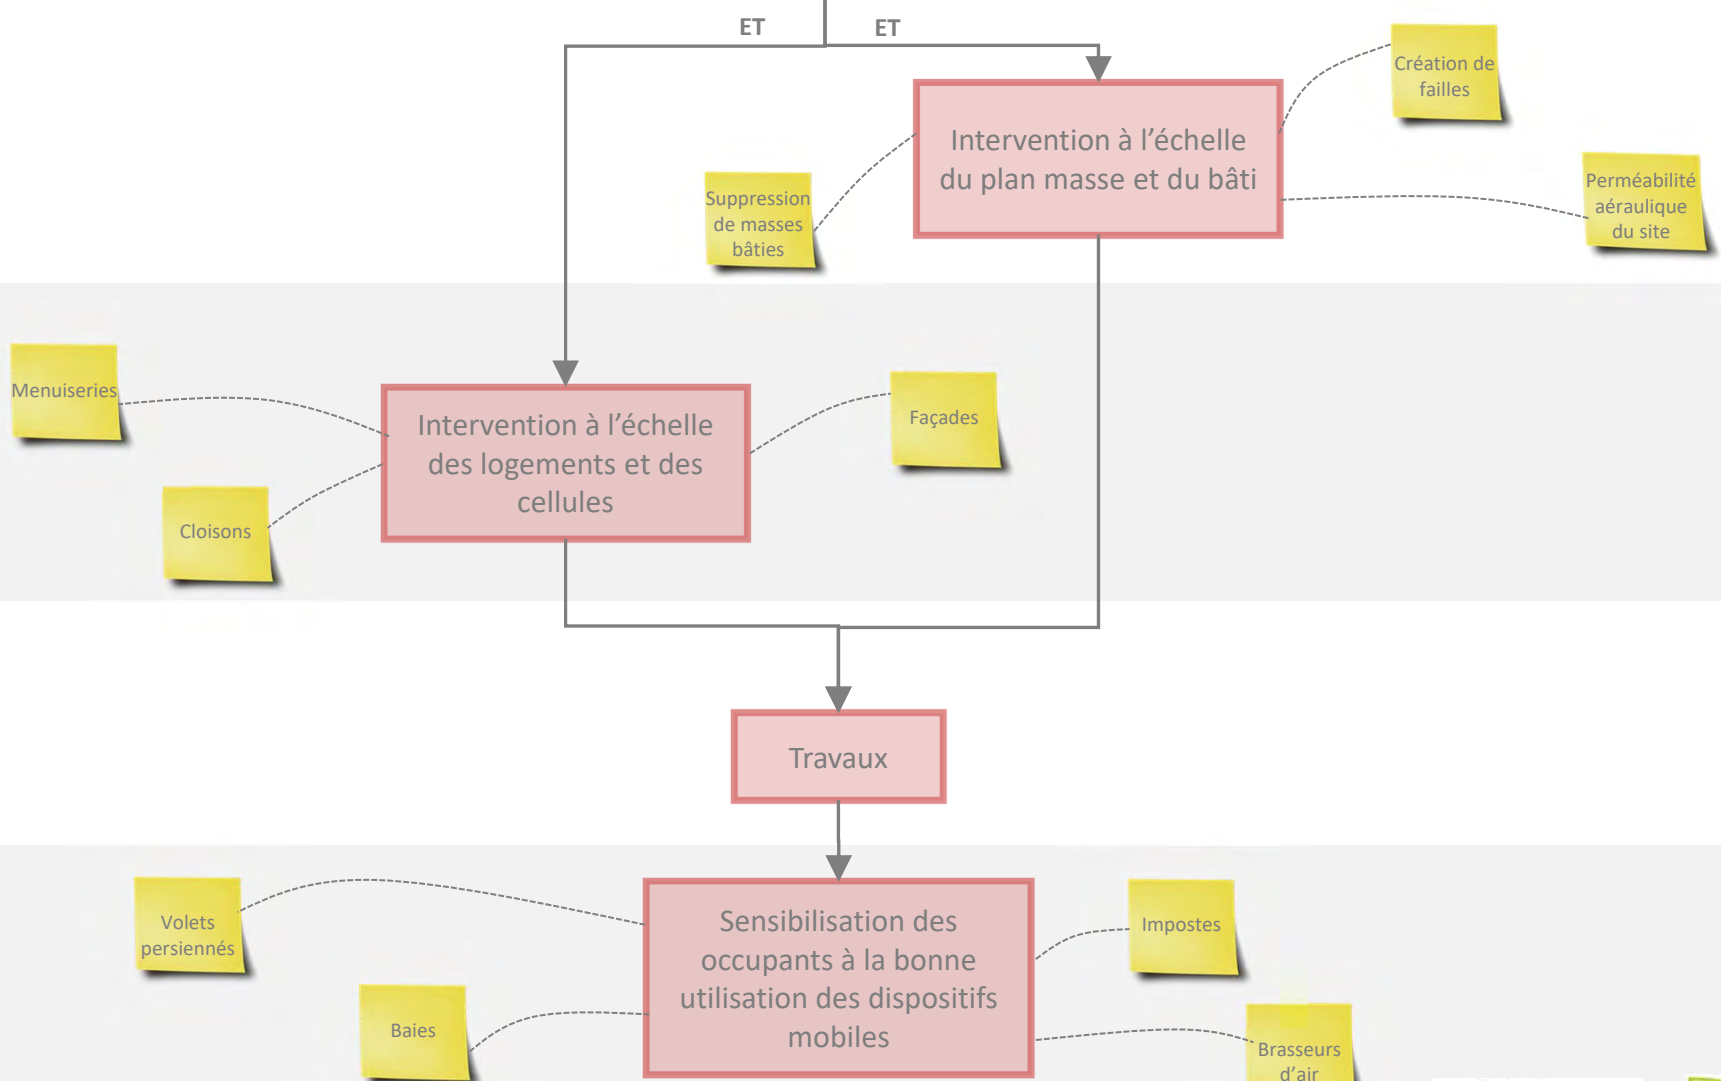 ET
ET
Création de
failles
Intervention à l’échelle
du plan masse et du bâti
Suppression
de masses
bâties
Perméabilité
aéraulique
du site
Menuiseries
Intervention à l’échelle
des logements et des
cellules
Façades
Cloisons
Travaux
Volets
persiennés
Sensibilisation des
occupants à la bonne
utilisation des dispositifs
mobiles
Impostes
Baies
Brasseurs
d’air